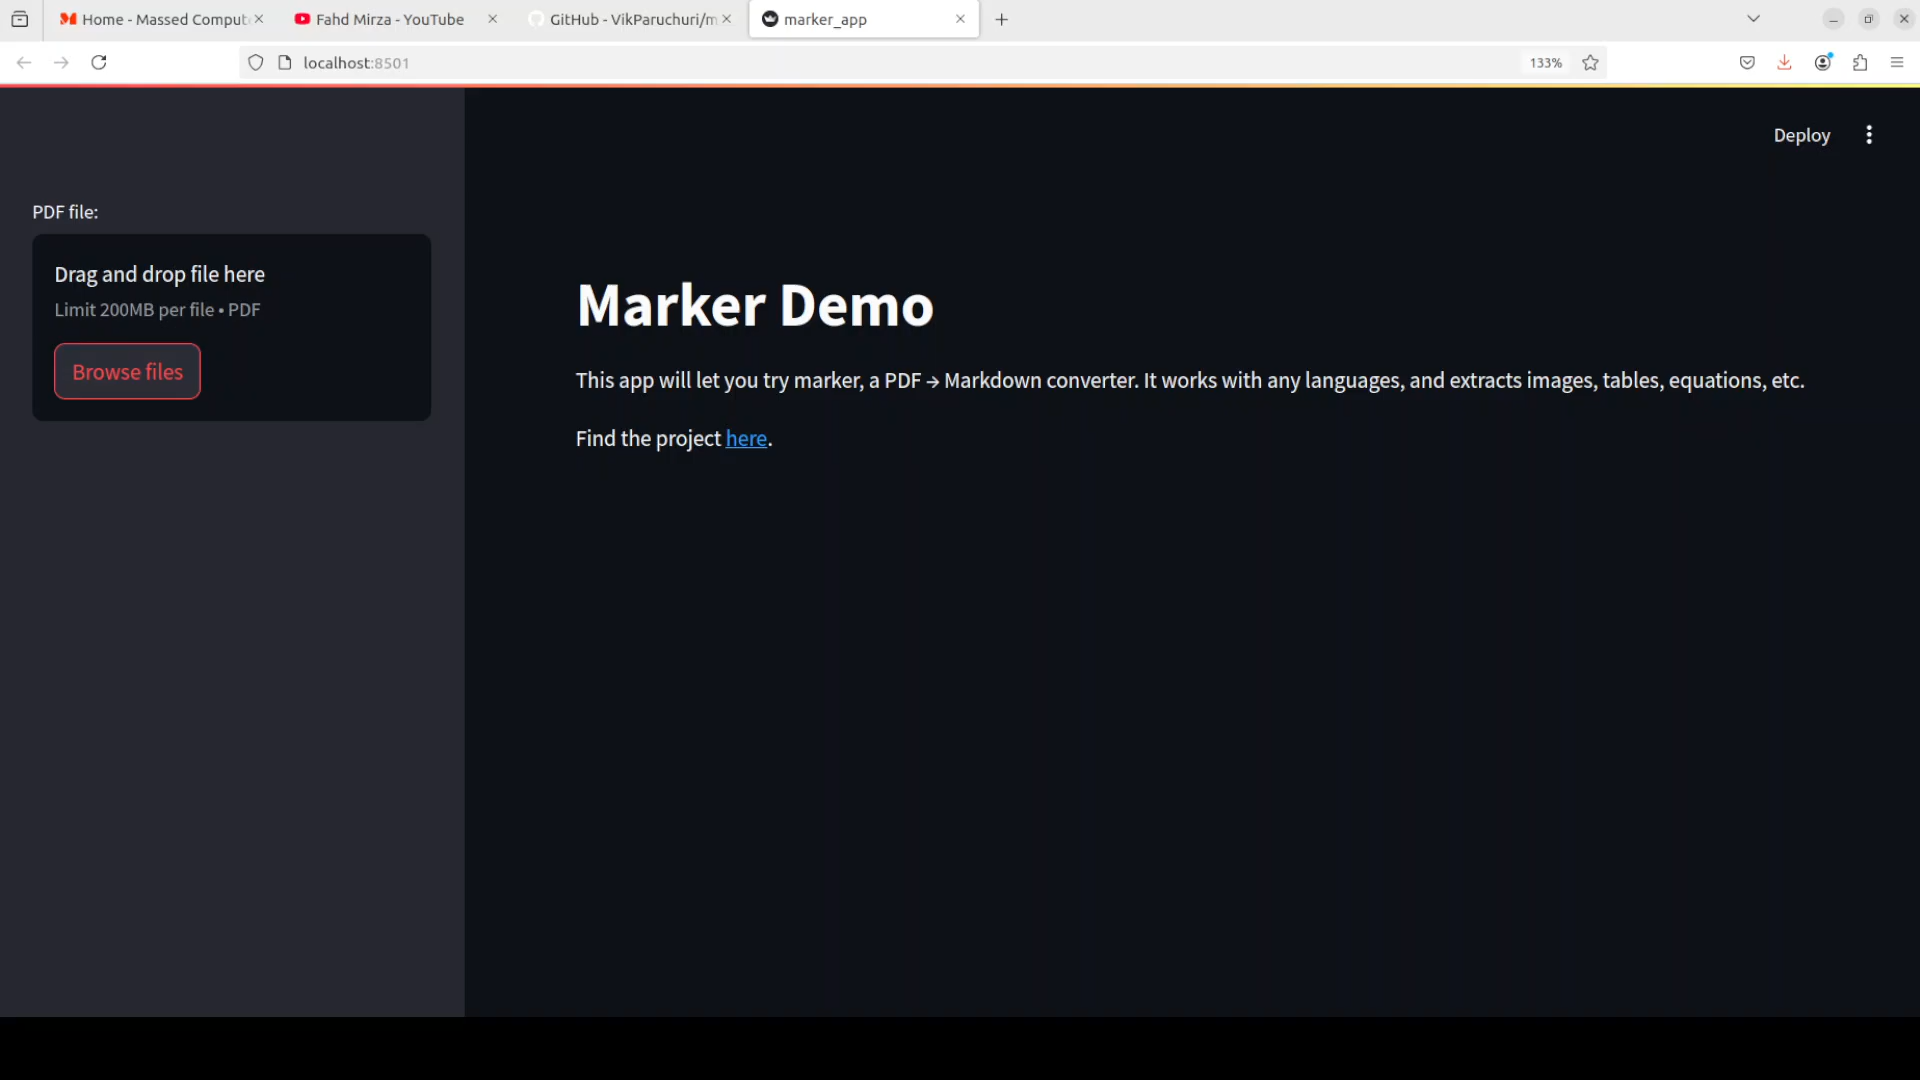 Home - Massed Comput
Fahd Mirza - YouTube
GitHub - VikParuchuri/m
marker_app
localhost:8501
133%
Deploy
PDF file:
Drag and drop file here
Limit 200MB per file • PDF
Browse files
Marker Demo
This app will let you try marker, a PDF → Markdown converter. It works with any languages, and extracts images, tables, equations, etc.
Find the project here.